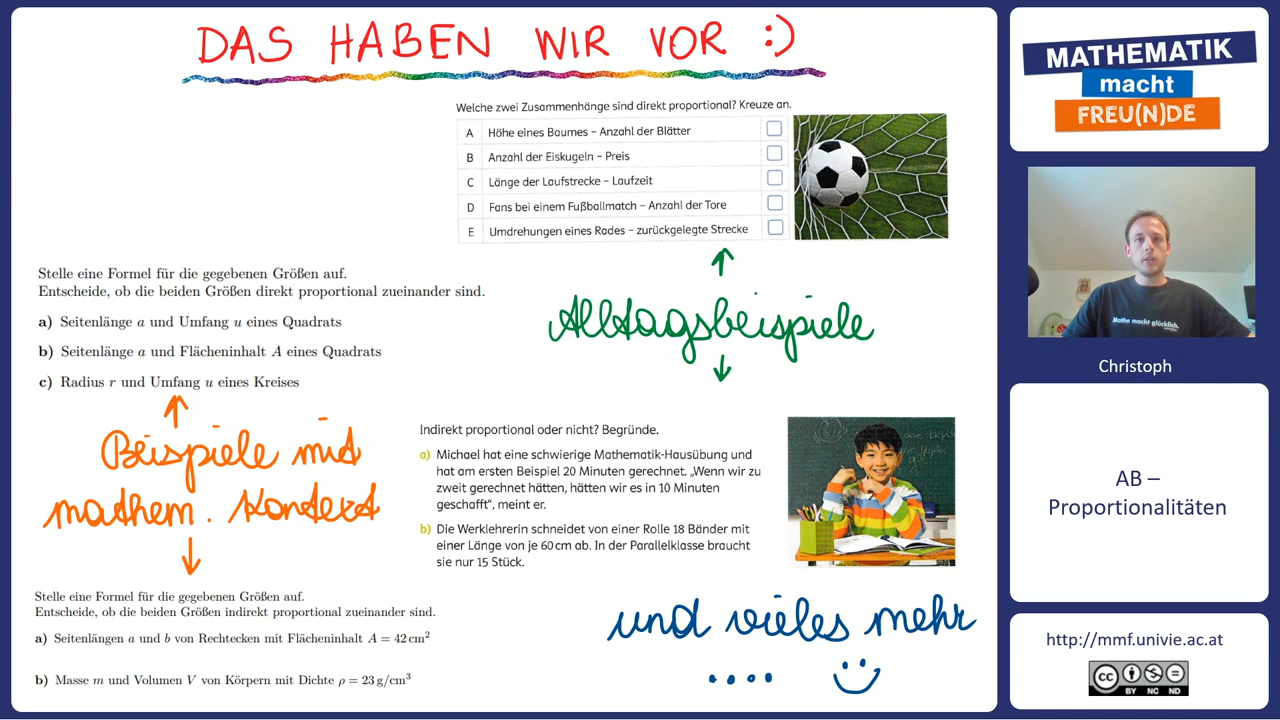 DAS HABEN WIR VOR :)
Welche zwei Zusammenhänge sind direkt proportional? Kreuze an.
A Höhe eines Baumes – Anzahl der Blätter
B Anzahl der Eiskugeln – Preis
C Länge der Laufstrecke – Laufzeit
D Fans bei einem Fußballmatch – Anzahl der Tore
E Umdrehungen eines Rades – zurückgelegte Strecke
Stelle eine Formel für die gegebenen Größen auf.
Entscheide, ob die beiden Größen direkt proportional zueinander sind.
a) Seitenlänge a und Umfang u eines Quadrats
b) Seitenlänge a und Flächeninhalt A eines Quadrats
c) Radius r und Umfang u eines Kreises
Alltagsbeispiele
Beispiele mit
mathem. Kontext
Indirekt proportional oder nicht? Begründe.
a) Michael hat eine schwierige Mathematik-Hausübung und
hat am ersten Beispiel 20 Minuten gerechnet. „Wenn wir zu
zweit gerechnet hätten, hätten wir es in 10 Minuten
geschafft“, meint er.
b) Die Werklehrerin schneidet von einer Rolle 18 Bänder mit
einer Länge von je 60 cm ab. In der Parallelklasse braucht
sie nur 15 Stück.
Stelle eine Formel für die gegebenen Größen auf.
Entscheide, ob die beiden Größen indirekt proportional zueinander sind.
a) Seitenlängen a und b von Rechtecken mit Flächeninhalt A = 42 cm²
b) Masse m und Volumen V von Körpern mit Dichte ρ = 23 g/cm³
und vieles mehr
....
MATHEMATIK
macht
FREU(N)DE
Mathe macht glücklich.
Christoph
AB –
Proportionalitäten
http://mmf.univie.ac.at
cc
BY NC ND